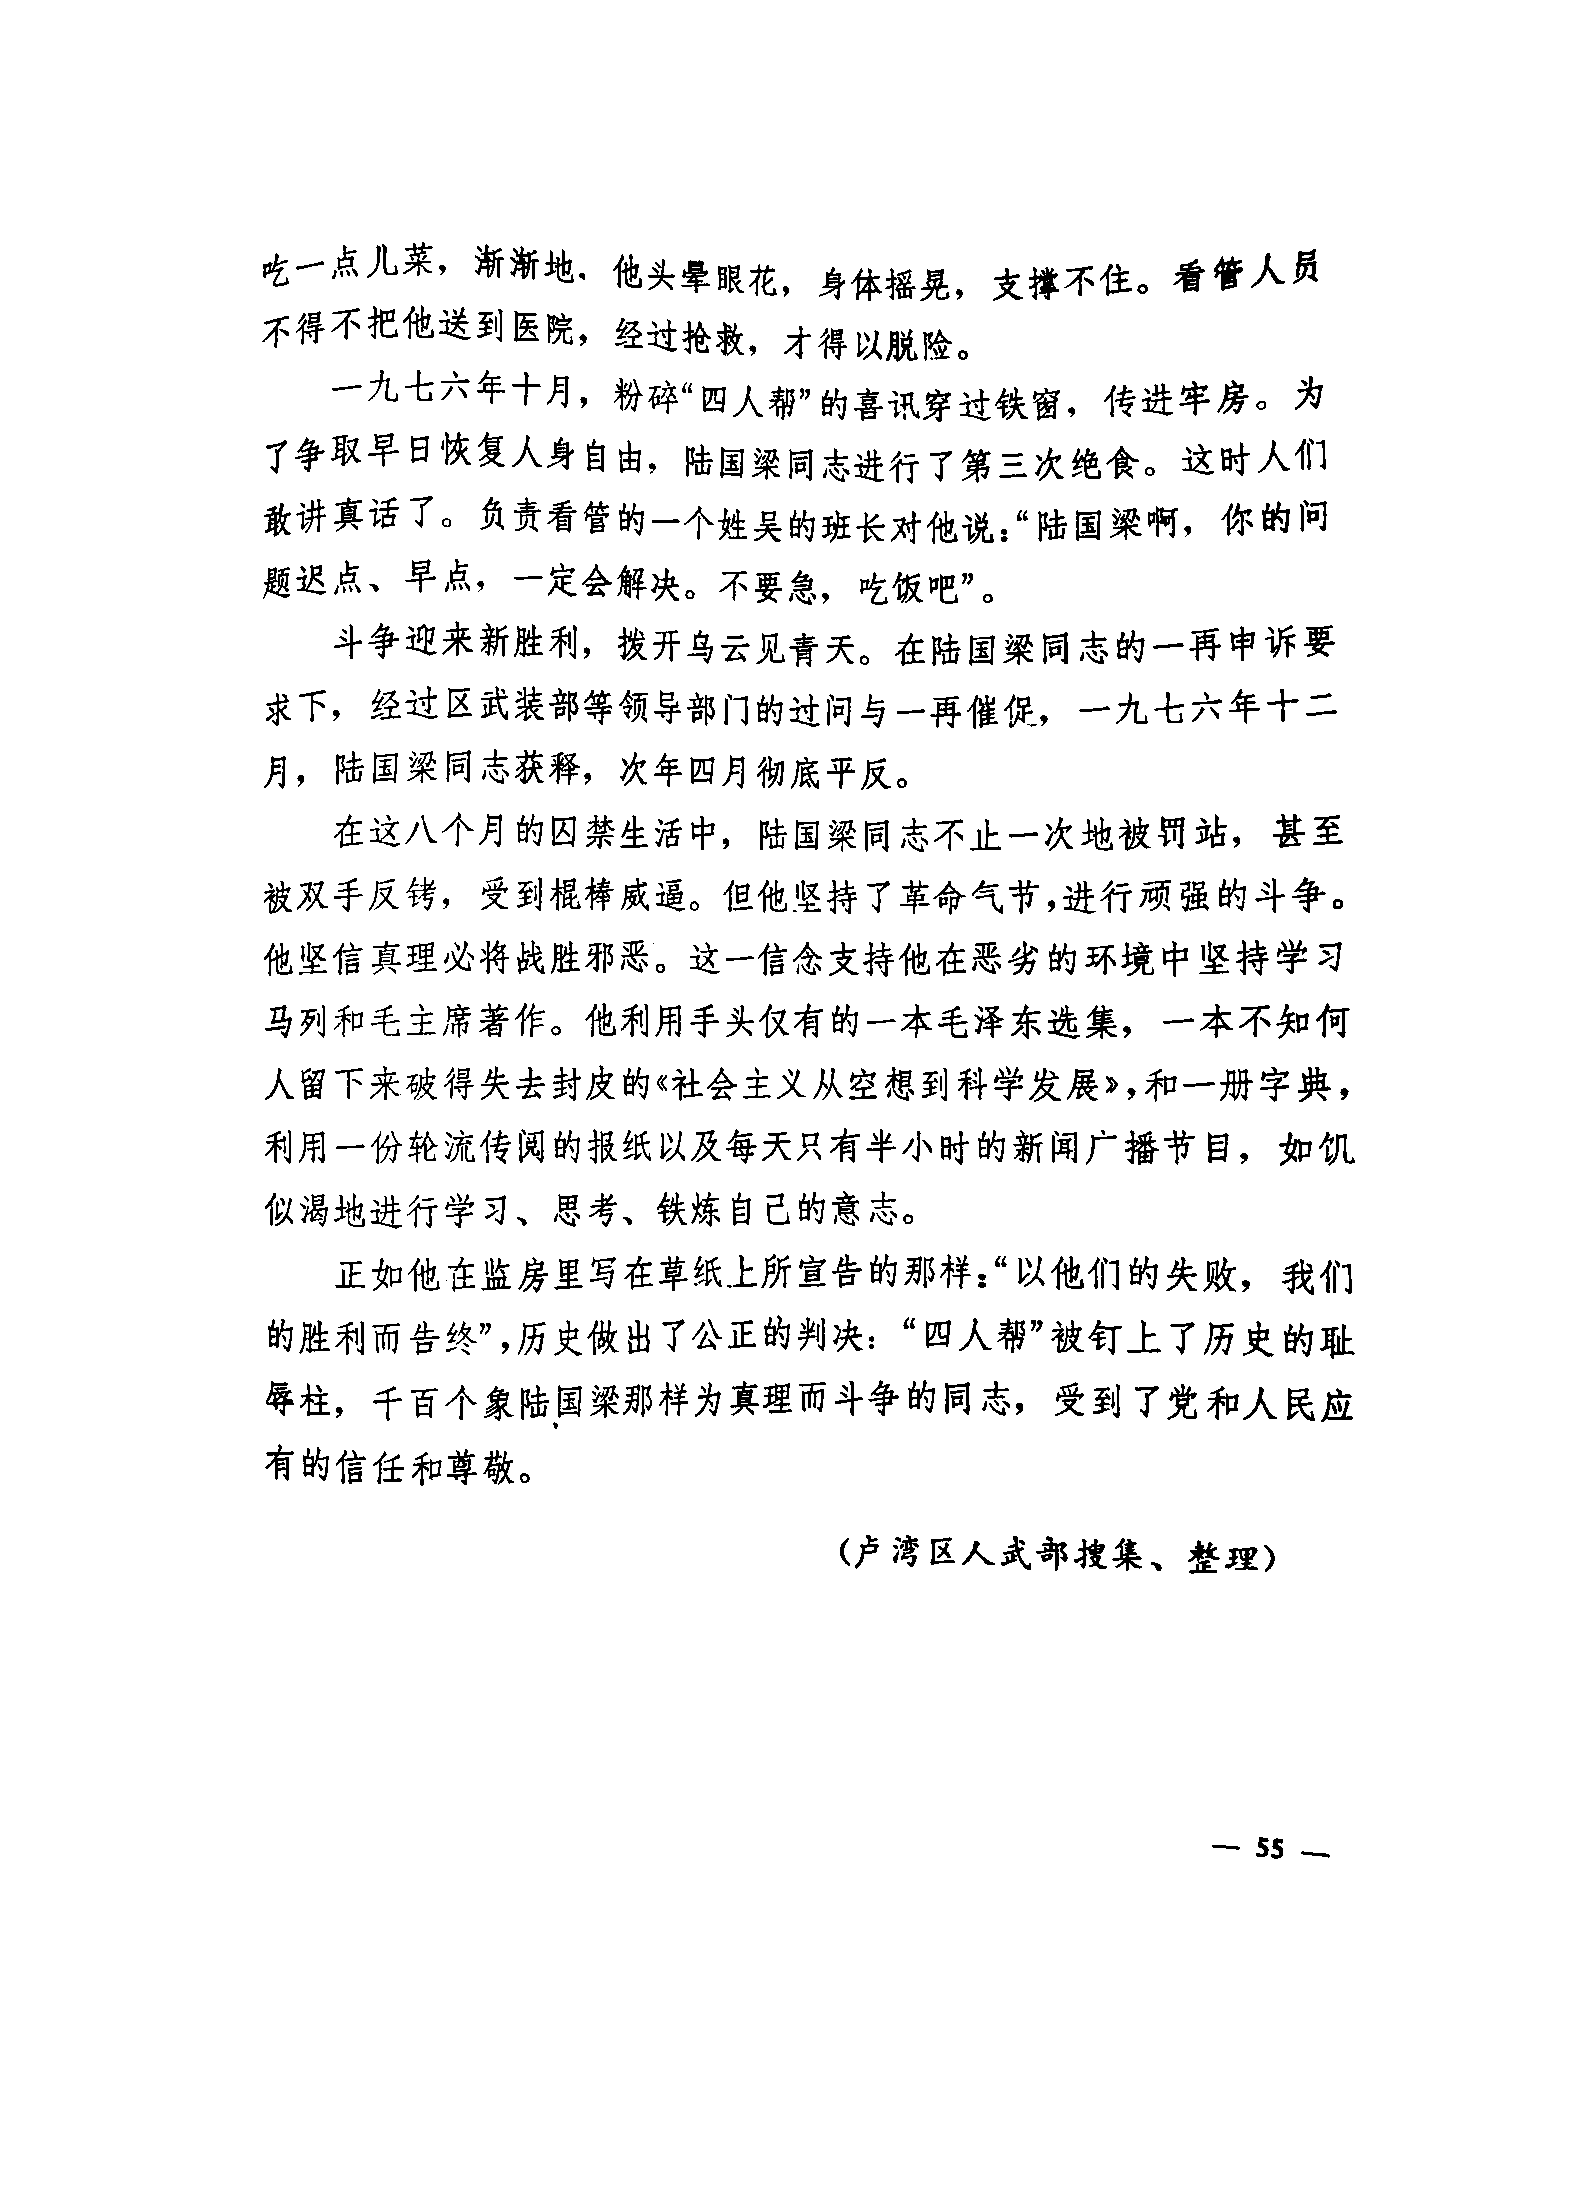 吃一点儿菜，渐渐地，他头晕眼花，身体摇晃，支撑不住。看管人员
不得不把他送到医院，经过抢救，才得以脱险。
一九七六年十月，粉碎“四人帮”的喜讯穿过铁窗，传进牢房。为
了争取早日恢复人身自由，陆国梁同志进行了第三次绝食。这时人们
敢讲真话了。负责看管的一个姓吴的班长对他说：“陆国梁啊，你的问
题迟点、早点，一定会解决。不要急，吃饭吧”。
斗争迎来新胜利，拨开乌云见青天。在陆国梁同志的一再申诉要
求下，经过区武装部等领导部门的过问与一再催促，一九七六年十二
月，陆国梁同志获释，次年四月彻底平反。
在这八个月的囚禁生活中，陆国梁同志不止一次地被罚站，甚至
被双手反铐，受到棍棒威逼。但他坚持了革命气节，进行顽强的斗争。
他坚信真理必将战胜邪恶。这一信念支持他在恶劣的环境中坚持学习
马列和毛主席著作。他利用手头仅有的一本毛泽东选集，一本不知何
人留下来破得失去封皮的《社会主义从空想到科学发展》，和一册字典，
利用一份轮流传阅的报纸以及每天只有半小时的新闻广播节目，如饥
似渴地进行学习、思考、铁炼自己的意志。
正如他在监房里写在草纸上所宣告的那样：“以他们的失败，我们
的胜利而告终”，历史做出了公正的判决：“四人帮”被钉上了历史的耻
辱柱，千百个象陆国梁那样为真理而斗争的同志，受到了党和人民应
有的信任和尊敬。
（卢湾区人武部搜集、整理）
— 55 —